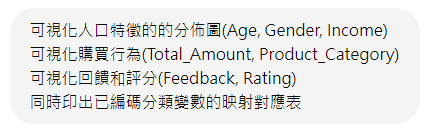 可視化人口特徵的的分佈圖(Age, Gender, Income)
可視化購買行為(Total_Amount, Product_Category)
可視化回饋和評分(Feedback, Rating)
同時印出已編碼分類變數的映射對應表